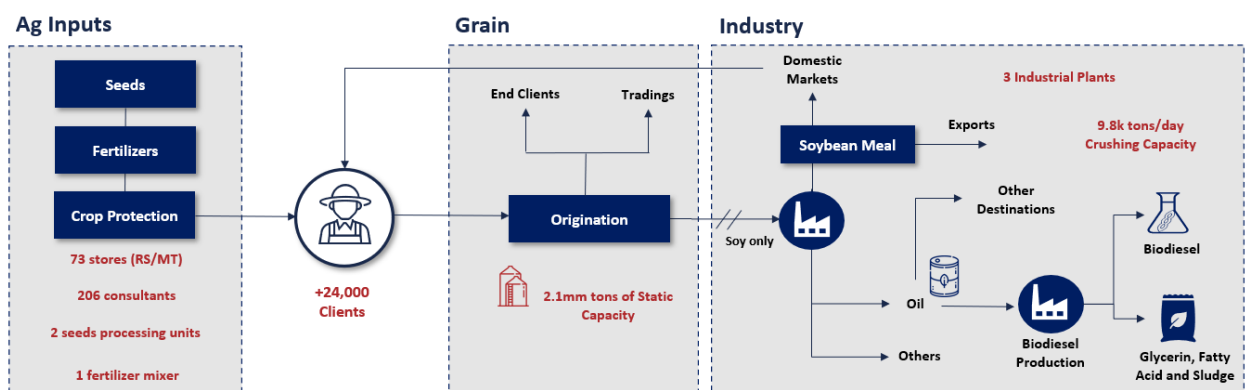 Ag Inputs
Seeds
Fertilizers
Crop Protection
73 stores (RS/MT)
206 consultants
2 seeds processing units
1 fertilizer mixer
+24,000
Clients
Grain
End Clients
Tradings
Origination
2.1mm tons of Static
Capacity
Soy only
Industry
Domestic
Markets
3 Industrial Plants
Soybean Meal
Exports
9.8k tons/day
Crushing Capacity
Other
Destinations
Oil
Others
Biodiesel
Production
Biodiesel
Glycerin, Fatty
Acid and Sludge